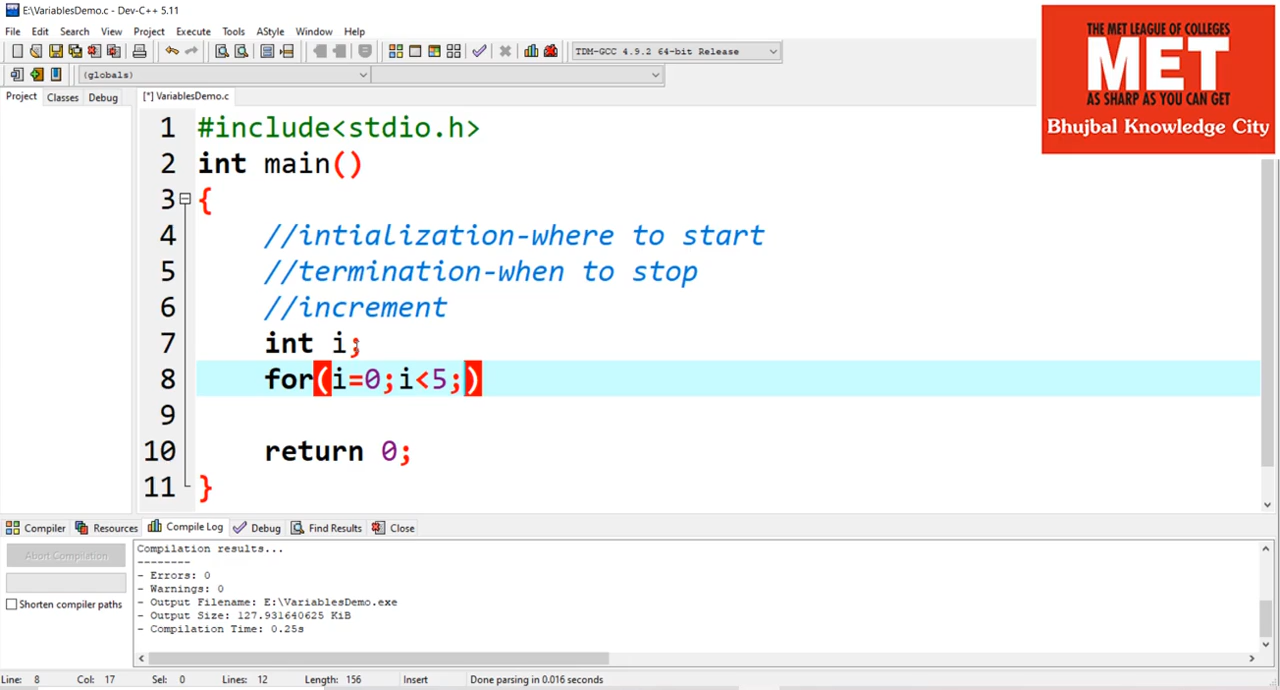 E:\VariablesDemo.c - Dev-C++ 5.11
File Edit Search View Project Execute Tools AStyle Window Help
TDM-GCC 4.9.2 64-bit Release
(globals)
Project Classes Debug
[*] VariablesDemo.c
THE MET LEAGUE OF COLLEGES
MET
AS SHARP AS YOU CAN GET
Bhujbal Knowledge City
1 #include<stdio.h>
2 int main()
3 {
4 //intialization-where to start
5 //termination-when to stop
6 //increment
7 int i;
8 for(i=0;i<5;)
9
10 return 0;
11 }
Compiler Resources Compile Log Debug Find Results Close
Abort Compilation
Shorten compiler paths
Compilation results...
--------
- Errors: 0
- Warnings: 0
- Output Filename: E:\VariablesDemo.exe
- Output Size: 127.931640625 KiB
- Compilation Time: 0.25s
Line: 8 Col: 17 Sel: 0 Lines: 12 Length: 156 Insert Done parsing in 0.016 seconds